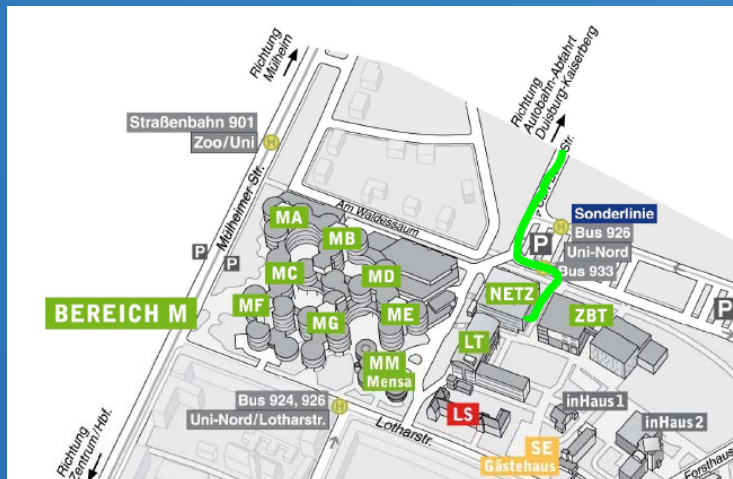 Richtung
Mülheim
Richtung
Autobahn-Abfahrt
Duisburg-Kaiserberg
Straßenbahn 901
Zoo/Uni
H
Mülheimer Str.
Am Waldessaum
Str.
H
Sonderlinie
Bus 926
Uni-Nord
Bus 933
P
P
P
P
MA
MB
MC
MD
MF
MG
ME
BEREICH M
NETZ
ZBT
LT
MM
Mensa
LS
inHaus1
inHaus2
Bus 924, 926
Uni-Nord/Lotharstr.
H
Lotharstr.
SE
Gästehaus
Forsthaus
Richtung
Zentrum/Hbf.